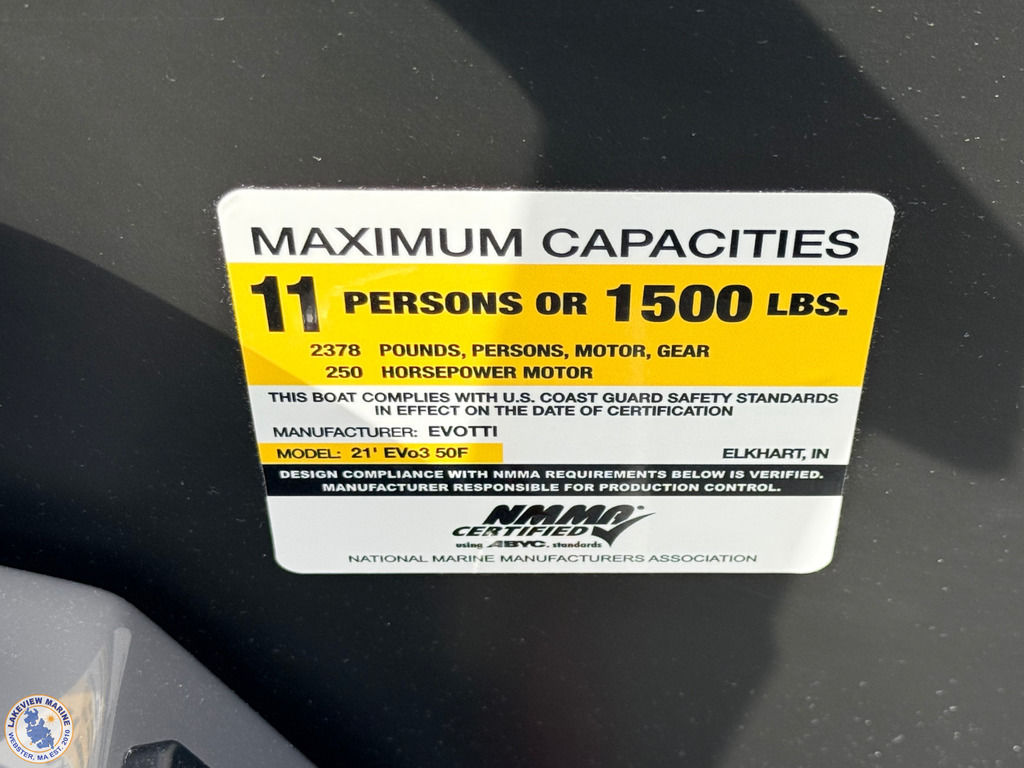 MAXIMUM CAPACITIES
11 PERSONS OR 1500 LBS.
2378 POUNDS, PERSONS, MOTOR, GEAR
250 HORSEPOWER MOTOR
THIS BOAT COMPLIES WITH U.S. COAST GUARD SAFETY STANDARDS
IN EFFECT ON THE DATE OF CERTIFICATION
MANUFACTURER: EVOTTI
MODEL: 21' EVo3 50F ELKHART, IN
DESIGN COMPLIANCE WITH NMMA REQUIREMENTS BELOW IS VERIFIED.
MANUFACTURER RESPONSIBLE FOR PRODUCTION CONTROL.
NMMA®
CERTIFIED
using ABYC. standards
NATIONAL MARINE MANUFACTURERS ASSOCIATION
LAKEVIEW MARINE
WEBSTER, MA EST. 2010